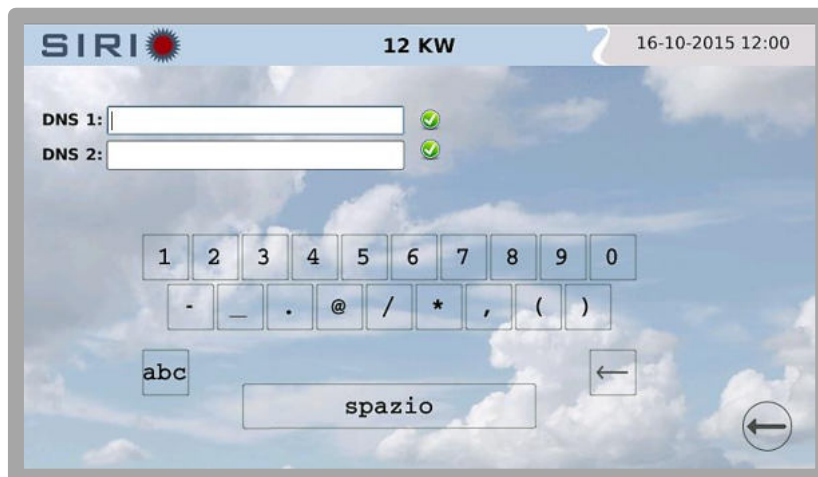 SIRI 12 KW 16-10-2015 12:00
DNS 1:
DNS 2:
1 2 3 4 5 6 7 8 9 0
- _ . @ / * , ( )
abc ←
spazio
←